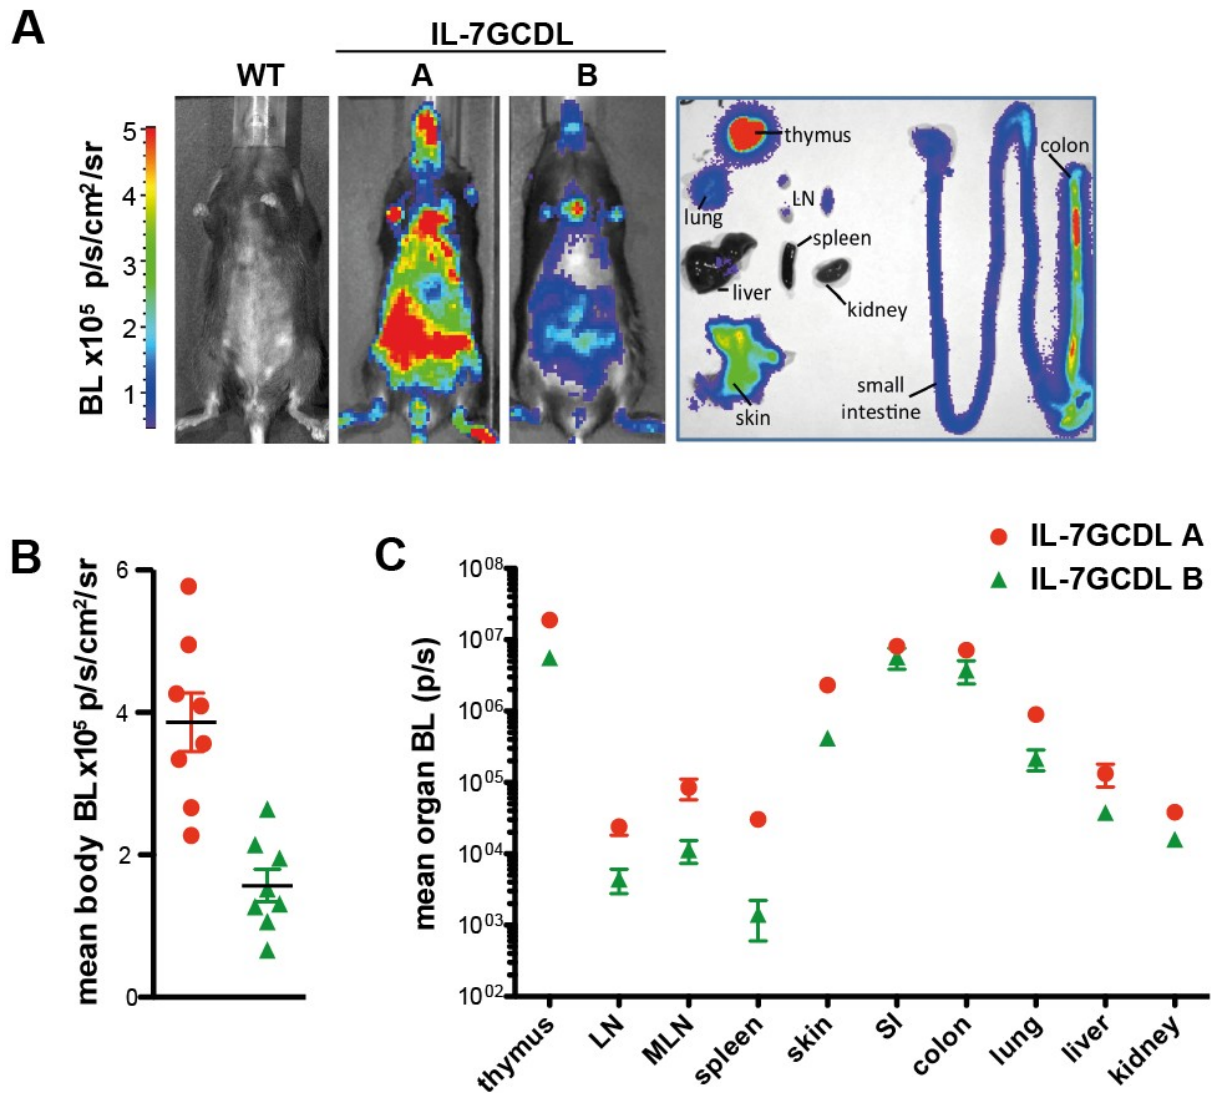 A
IL-7GCDL
WT
A
B
BL x10⁵ p/s/cm²/sr
5
4
3
2
1
thymus
colon
lung
LN
spleen
liver
kidney
small
intestine
skin
B
mean body BL x10⁵ p/s/cm²/sr
6
4
2
0
C
IL-7GCDL A
IL-7GCDL B
mean organ BL (p/s)
10⁰⁸
10⁰⁷
10⁰⁶
10⁰⁵
10⁰⁴
10⁰³
10⁰²
thymus
LN
MLN
spleen
skin
SI
colon
lung
liver
kidney